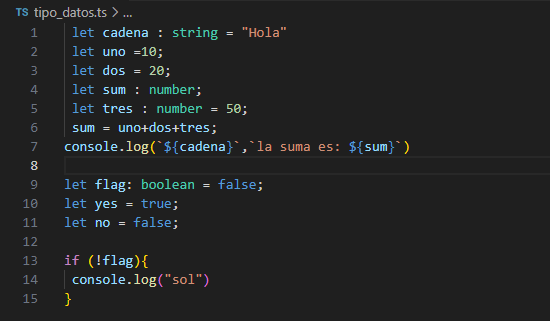 TS tipo_datos.ts > ...
1 let cadena : string = "Hola"
2 let uno =10;
3 let dos = 20;
4 let sum : number;
5 let tres : number = 50;
6 sum = uno+dos+tres;
7 console.log(`${cadena}`,`la suma es: ${sum}`)
8
9 let flag: boolean = false;
10 let yes = true;
11 let no = false;
12
13 if (!flag){
14 console.log("sol")
15 }